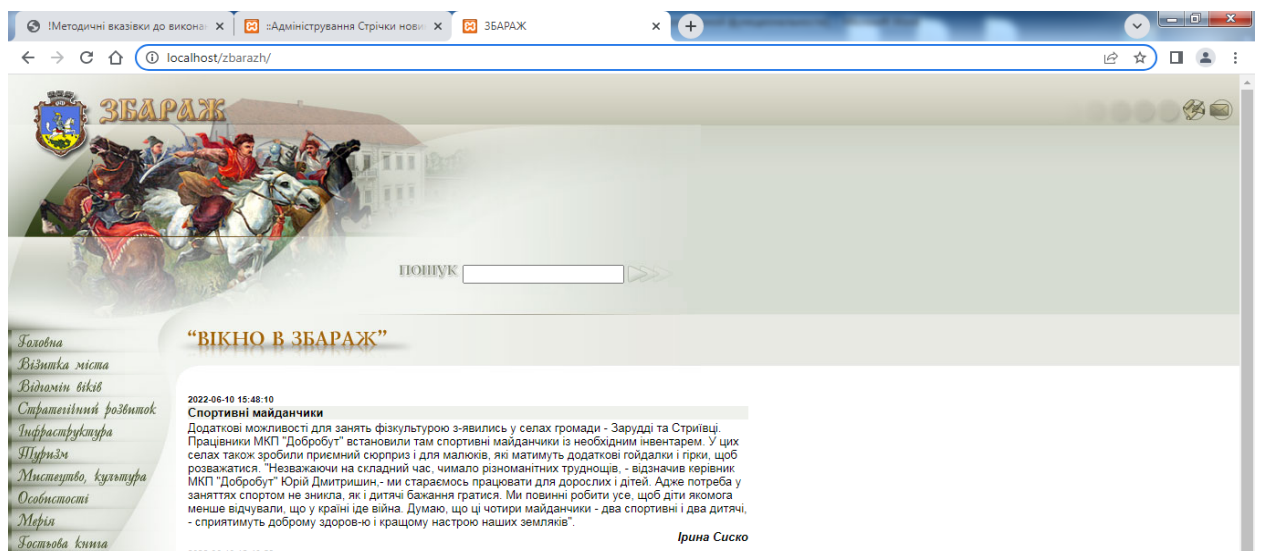 !Методичні вказівки до викона
::Адміністрування Стрічки нови
ЗБАРАЖ
localhost/zbarazh/
ЗБАРАЖ
пошук
Головна
"ВІКНО В ЗБАРАЖ"
Візитка міста
Відгомін віків
Стратегічний розвиток
Інфраструктура
Туризм
Мистецтво, культура
Особистості
Мерія
Гостьова книга
2022-06-10 15:48:10
Спортивні майданчики
Додаткові можливості для занять фізкультурою з-явились у селах громади - Зарудді та Стриївці.
Працівники МКП "Добробут" встановили там спортивні майданчики із необхідним інвентарем. У цих
селах також зробили приємний сюрприз і для малюків, які матимуть додаткові гойдалки і гірки, щоб
розважатися. "Незважаючи на складний час, чимало різноманітних труднощів, - відзначив керівник
МКП "Добробут" Юрій Дмитришин,- ми стараємось працювати для дорослих і дітей. Адже потреба у
заняттях спортом не зникла, як і дитячі бажання гратися. Ми повинні робити усе, щоб діти якомога
менше відчували, що у країні іде війна. Думаю, що ці чотири майданчики - два спортивні і два дитячі,
- сприятимуть доброму здоров-ю і кращому настрою наших земляків".
Ірина Сиско